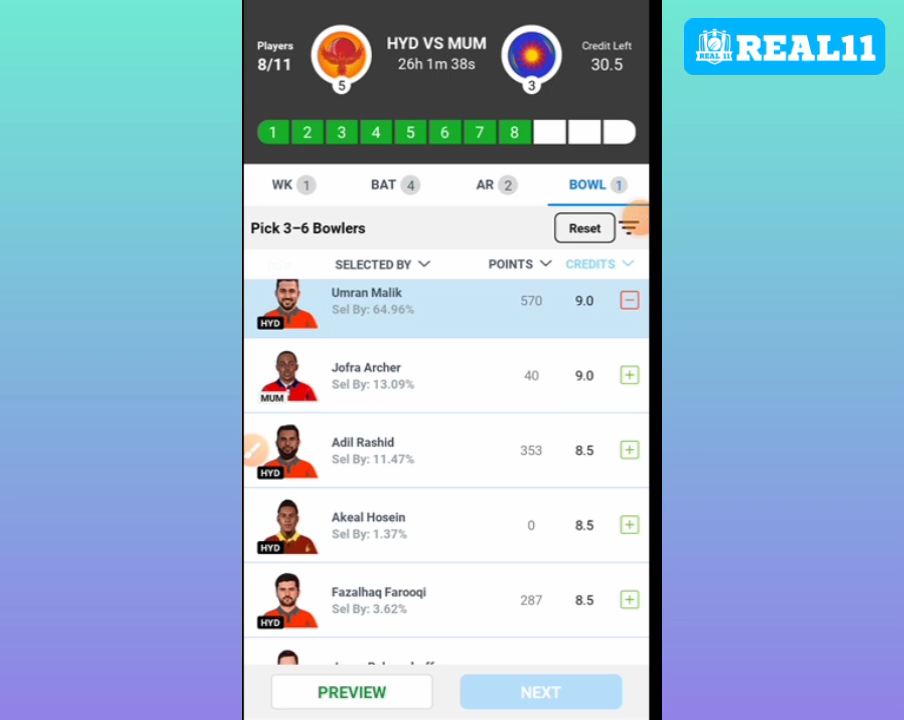 REAL 11
REAL11
Players
8/11
HYD VS MUM
26h 1m 38s
Credit Left
30.5
5
3
1 2 3 4 5 6 7 8
WK 1
BAT 4
AR 2
BOWL 1
Pick 3–6 Bowlers
Reset
SELECTED BY
POINTS
CREDITS
Umran Malik
Sel By: 64.96%
570
9.0
HYD
Jofra Archer
Sel By: 13.09%
40
9.0
MUM
Adil Rashid
Sel By: 11.47%
353
8.5
HYD
Akeal Hosein
Sel By: 1.37%
0
8.5
HYD
Fazalhaq Farooqi
Sel By: 3.62%
287
8.5
HYD
PREVIEW
NEXT